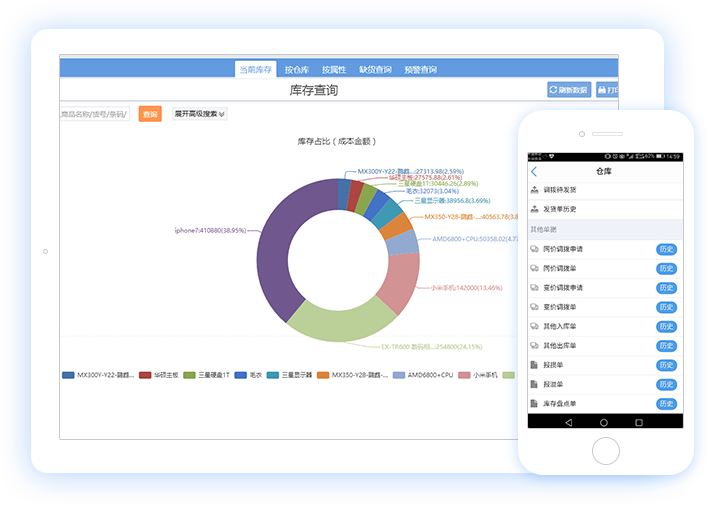 当前库存 按仓库 按属性 缺货查询 预警查询
库存查询
刷新数据
打印
商品名称/货号/条码/
查询
展开高级搜索
库存占比（成本金额）
MX300Y-Y22-鹦鹉...:27313.98(2.59%)
华硕主板:27575.88(2.61%)
三星硬盘1T:30446.26(2.89%)
毛衣:32073(3.04%)
三星显示器:38956.8(3.69%)
MX350-Y28-鹦鹉-...:40563.78(3.8
AMD6800+CPU:50358.02(4.7
小米手机:142000(13.46%)
EX-TR600-数码相...:254800(24.15%)
iphone7:410880(38.95%)
MX300Y-Y22-鹦鹉... 华硕主板 三星硬盘1T 毛衣 三星显示器 MX350-Y28-鹦鹉-... AMD6800+CPU 小米手机
67% 14:59
仓库
调拨待发货
发货单历史
其他单据
同价调拨申请 历史
同价调拨单 历史
变价调拨申请 历史
变价调拨单 历史
其他入库单 历史
其他出库单 历史
报损单 历史
报溢单 历史
库存盘点单 历史